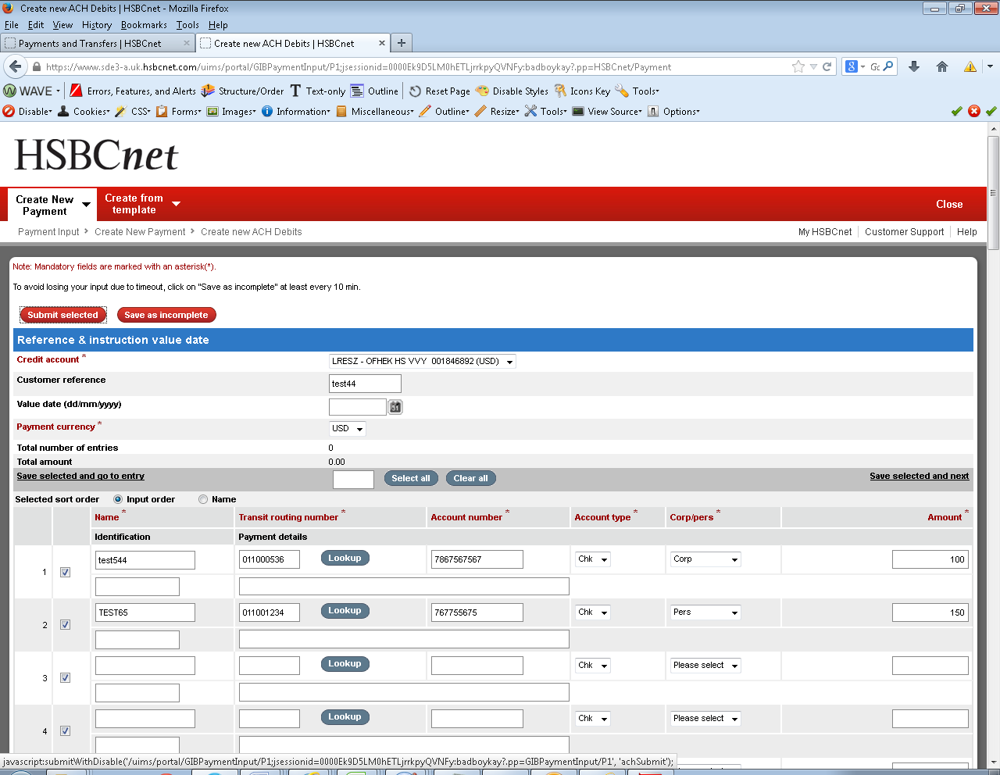 Create new ACH Debits | HSBCnet - Mozilla Firefox
File Edit View History Bookmarks Tools Help
Payments and Transfers | HSBCnet × Create new ACH Debits | HSBCnet × +
https://www.sde3-a.uk.hsbcnet.com/uims/portal/GIBPaymentInput/P1;jsessionid=0000Ek9D5LM0hETLjrrkpyQVNFy:badboykay?.pp=HSBCnet/Payment
8 Gc
WAVE Errors, Features, and Alerts Structure/Order Text-only Outline Reset Page Disable Styles Icons Key Tools
Disable Cookies CSS Forms Images Information Miscellaneous Outline Resize Tools View Source Options
HSBCnet
Create New Payment Create from template Close
Payment Input Create New Payment Create new ACH Debits My HSBCnet Customer Support Help
Note: Mandatory fields are marked with an asterisk(*).
To avoid losing your input due to timeout, click on "Save as incomplete" at least every 10 min.
Submit selected Save as incomplete
Reference & instruction value date
Credit account * LRESZ - OFHEK HS VVY 001846892 (USD)
Customer reference test44
Value date (dd/mm/yyyy) 31
Payment currency * USD
Total number of entries 0
Total amount 0.00
Save selected and go to entry Select all Clear all Save selected and next
Selected sort order Input order Name
Name * Transit routing number * Account number * Account type * Corp/pers * Amount *
Identification Payment details
1 test544 011000536 Lookup 7867567567 Chk Corp 100
2 TEST65 011001234 Lookup 767755675 Chk Pers 150
3 Lookup Chk Please select
4 Lookup Chk Please select
javascript:submitWithDisable('/uims/portal/GIBPaymentInput/P1;jsessionid=0000Ek9D5LM0hETLjrrkpyQVNFy:badboykay?.pp=GIBPaymentInput/P1', 'achSubmit');